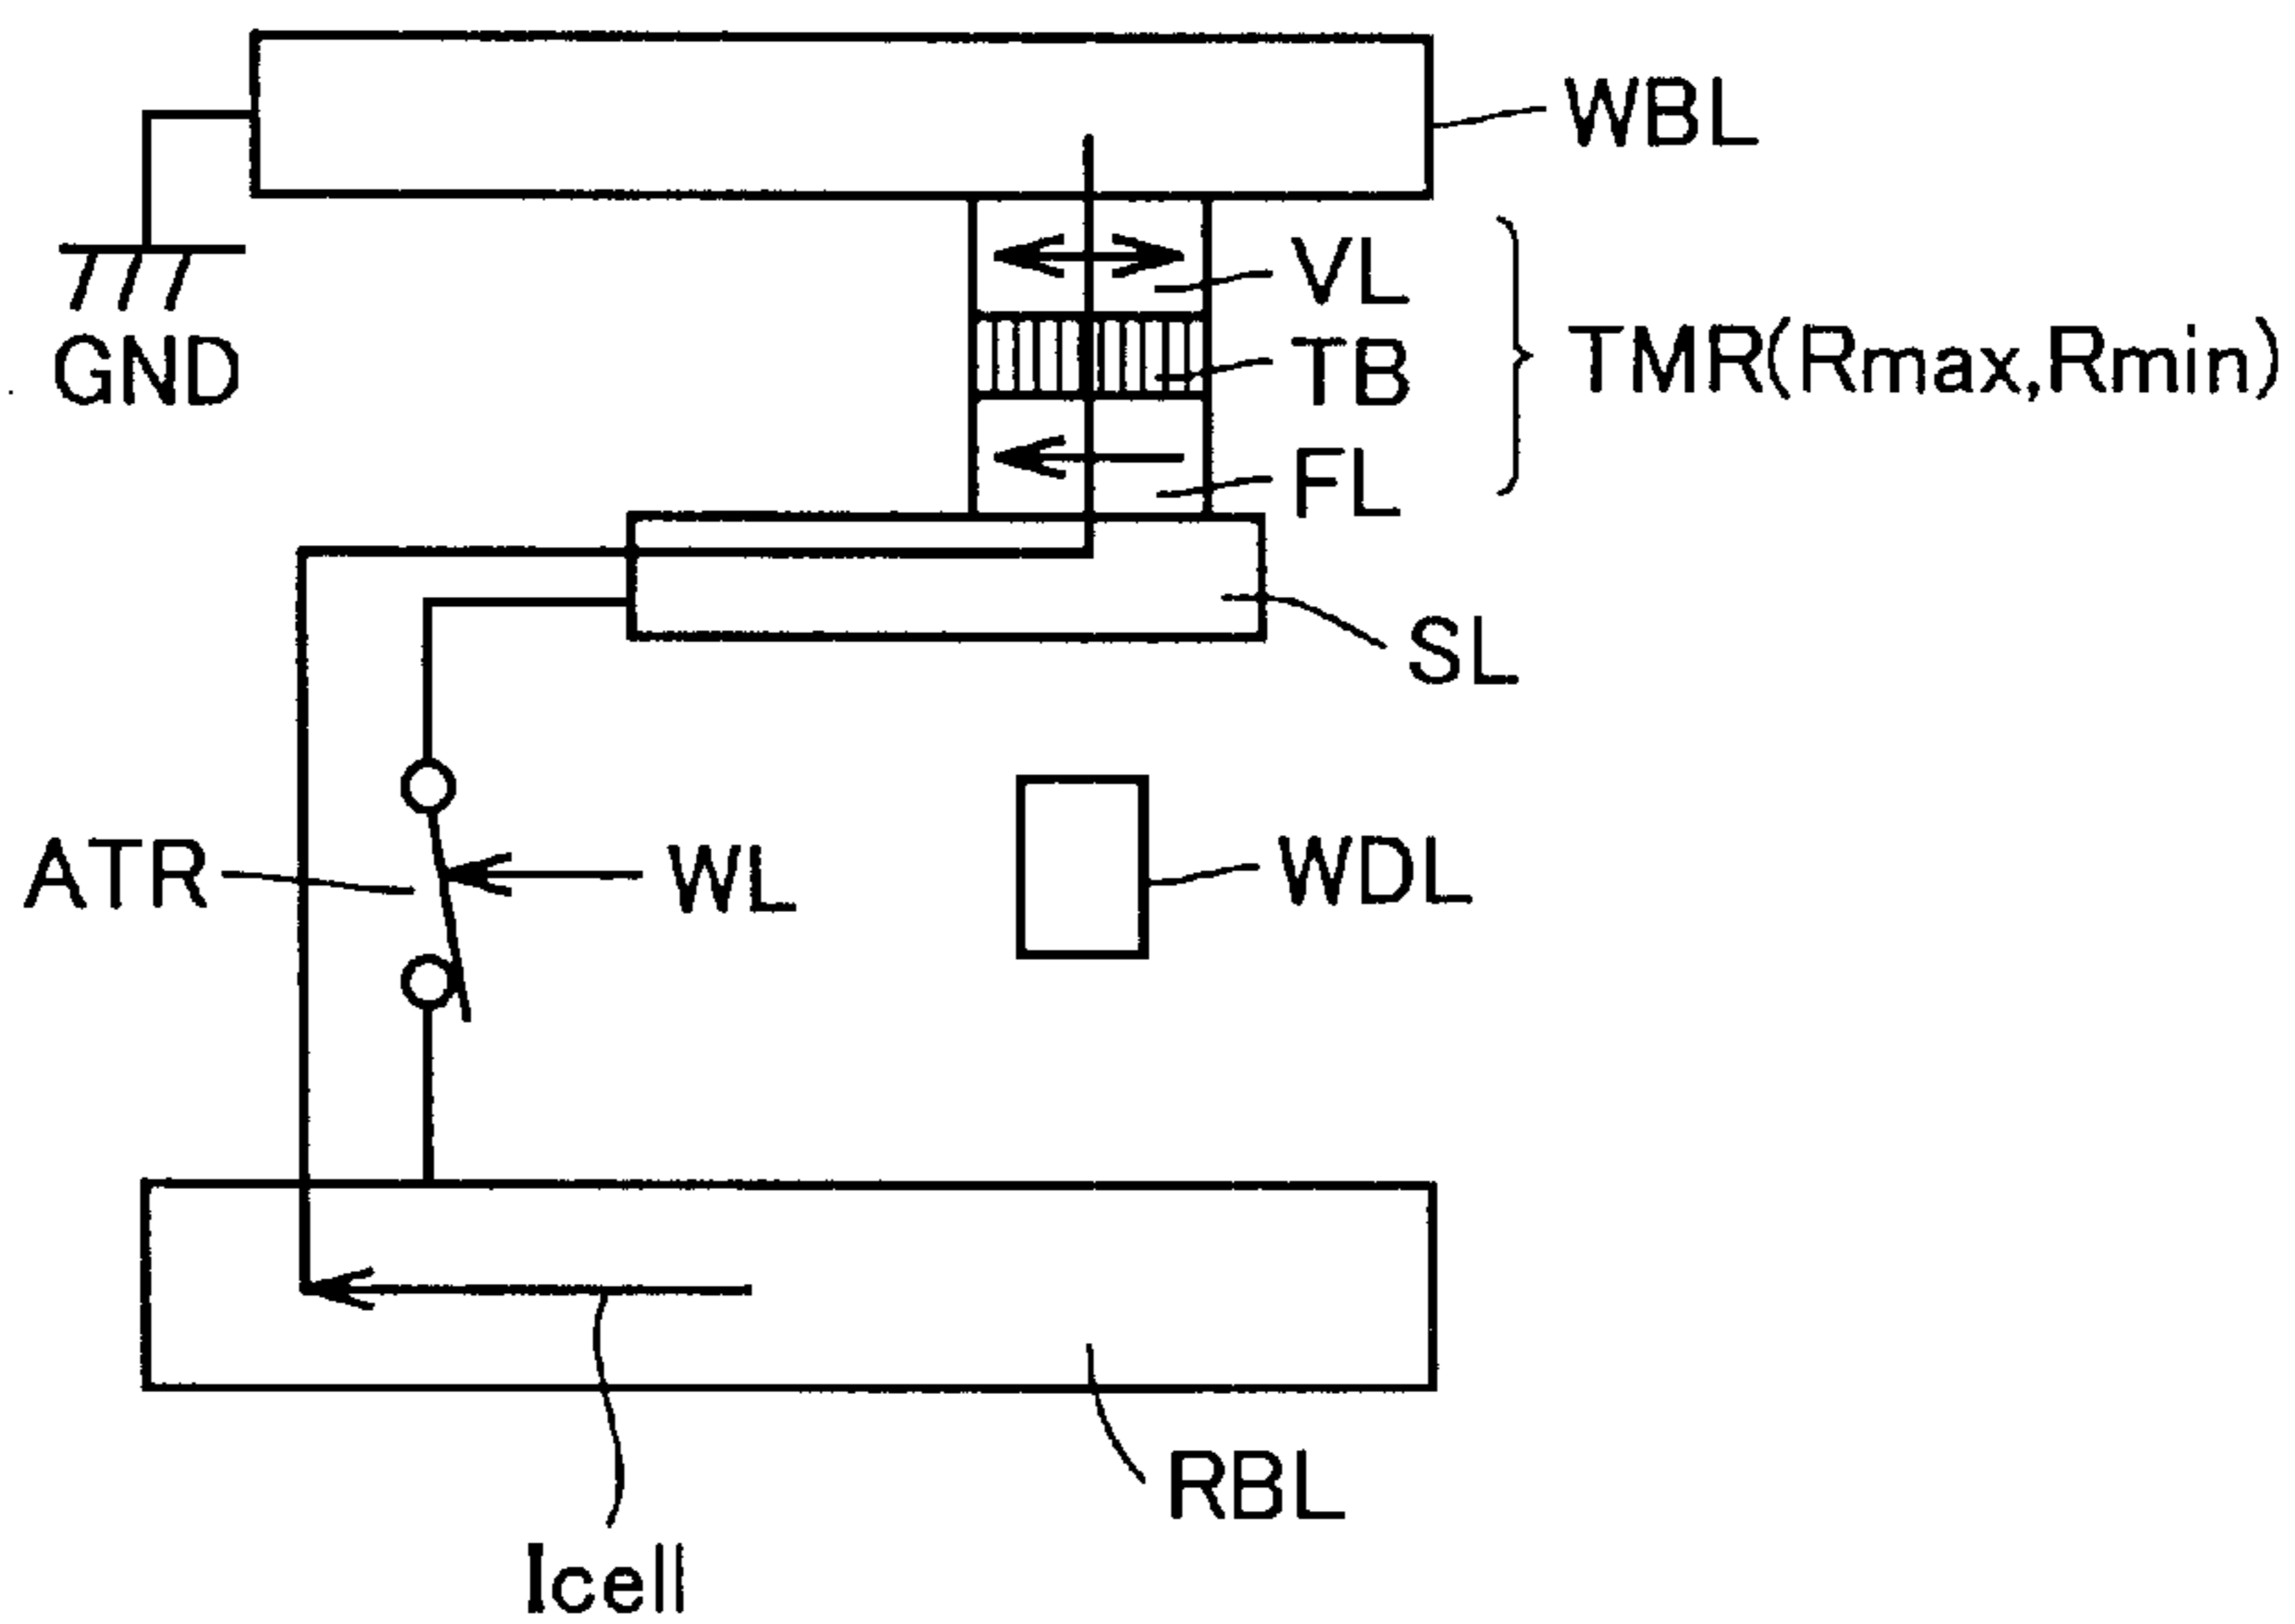 WBL
VL
GND
TB
TMR(Rmax,Rmin)
FL
SL
ATR
WL
WDL
RBL
Icell